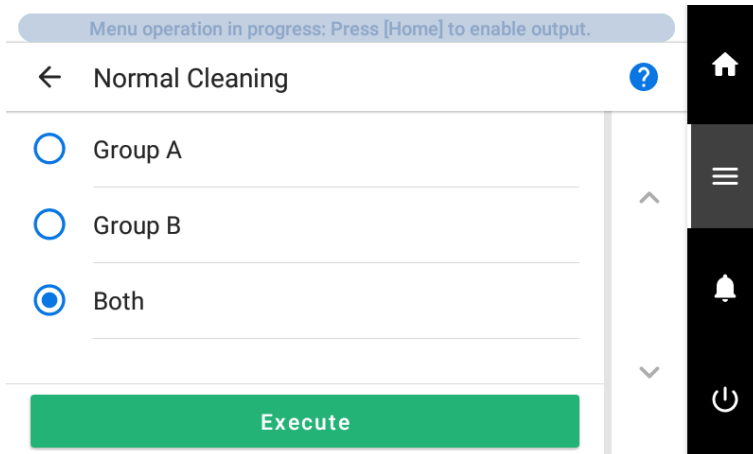 Menu operation in progress: Press [Home] to enable output.
Normal Cleaning
?
Group A
Group B
Both
Execute